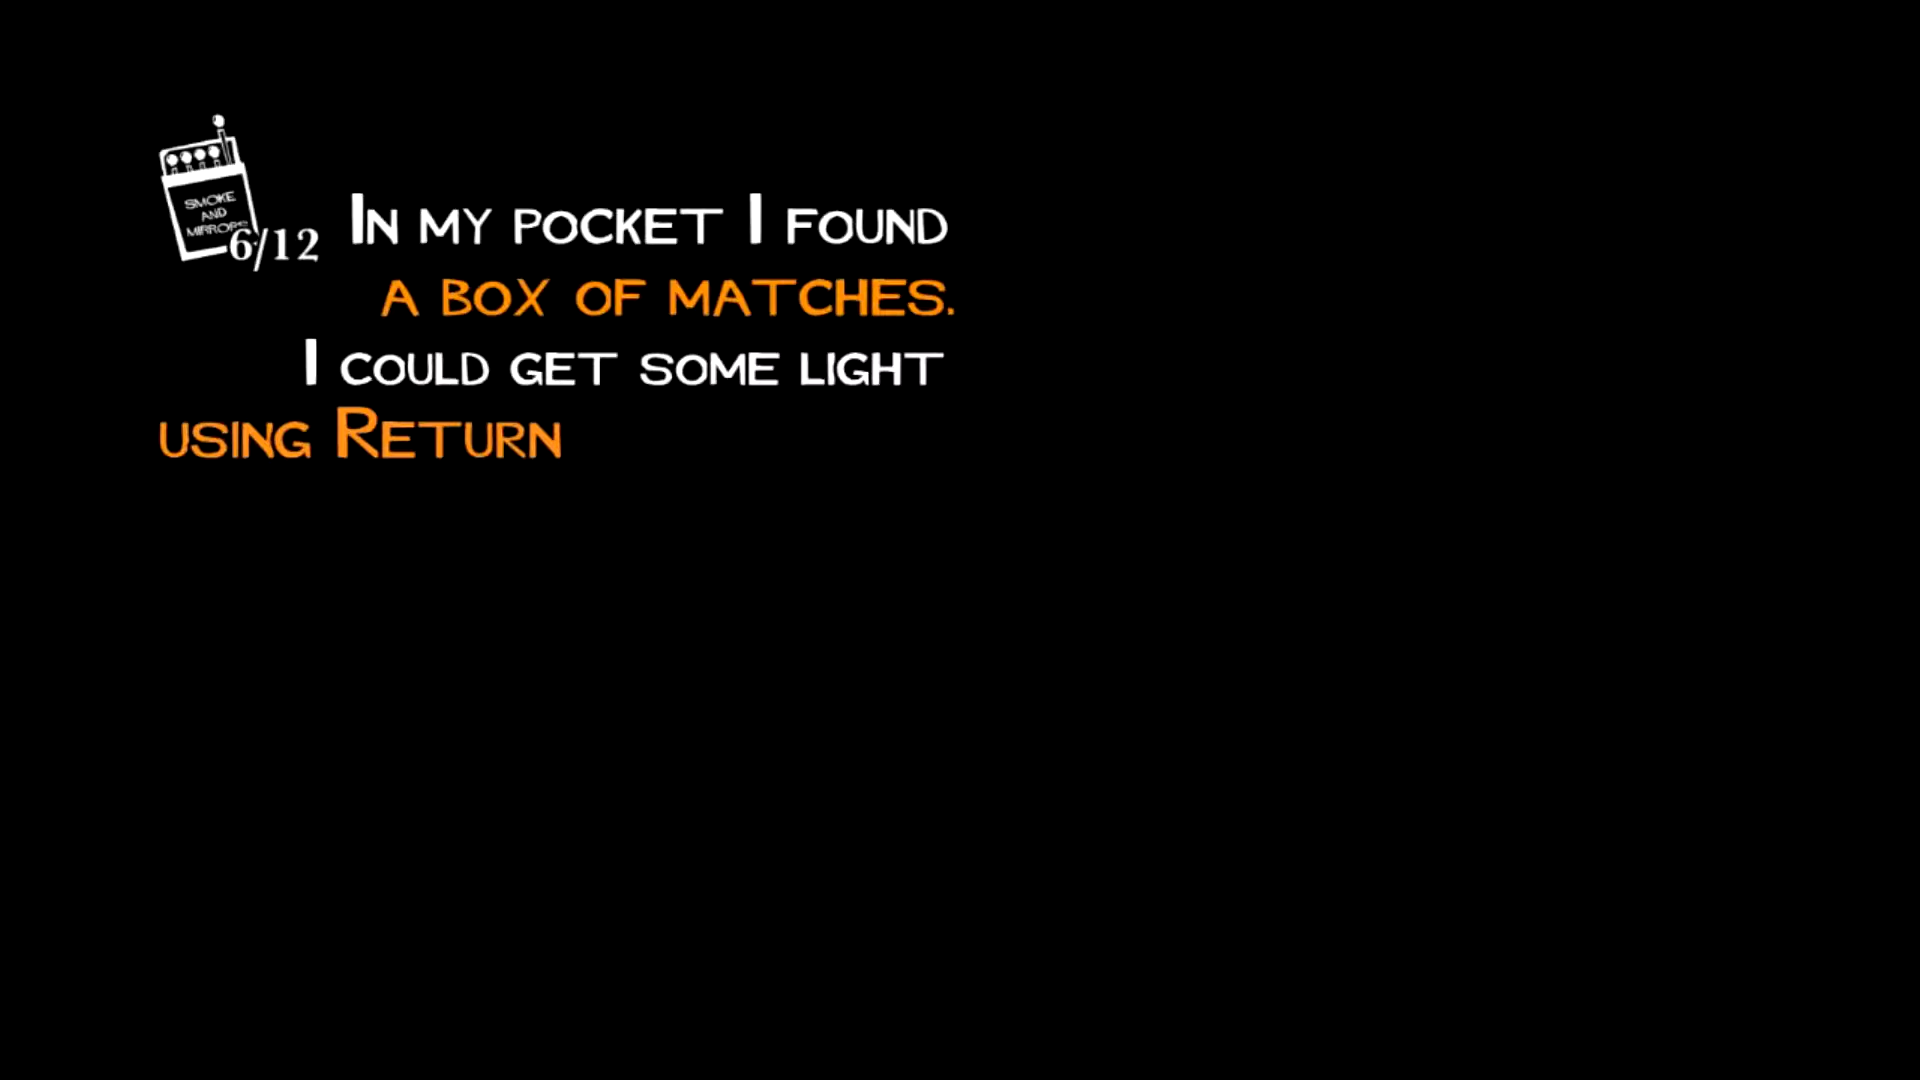 SMOKE
AND
MIRRORS
6/12
In my pocket I found
a box of matches.
I could get some light
using Return